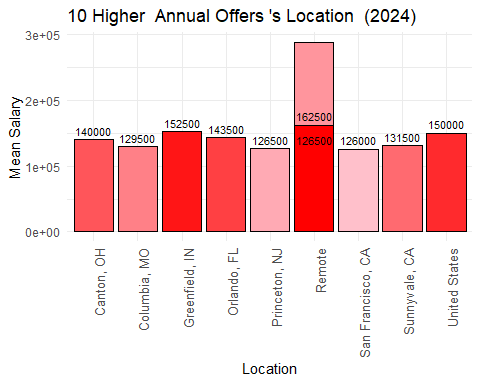 10 Higher  Annual Offers 's Location  (2024)
Mean Salary
3e+05
2e+05
1e+05
0e+00
140000
129500
152500
143500
126500
162500
126500
126000
131500
150000
Canton, OH
Columbia, MO
Greenfield, IN
Orlando, FL
Princeton, NJ
Remote
San Francisco, CA
Sunnyvale, CA
United States
Location